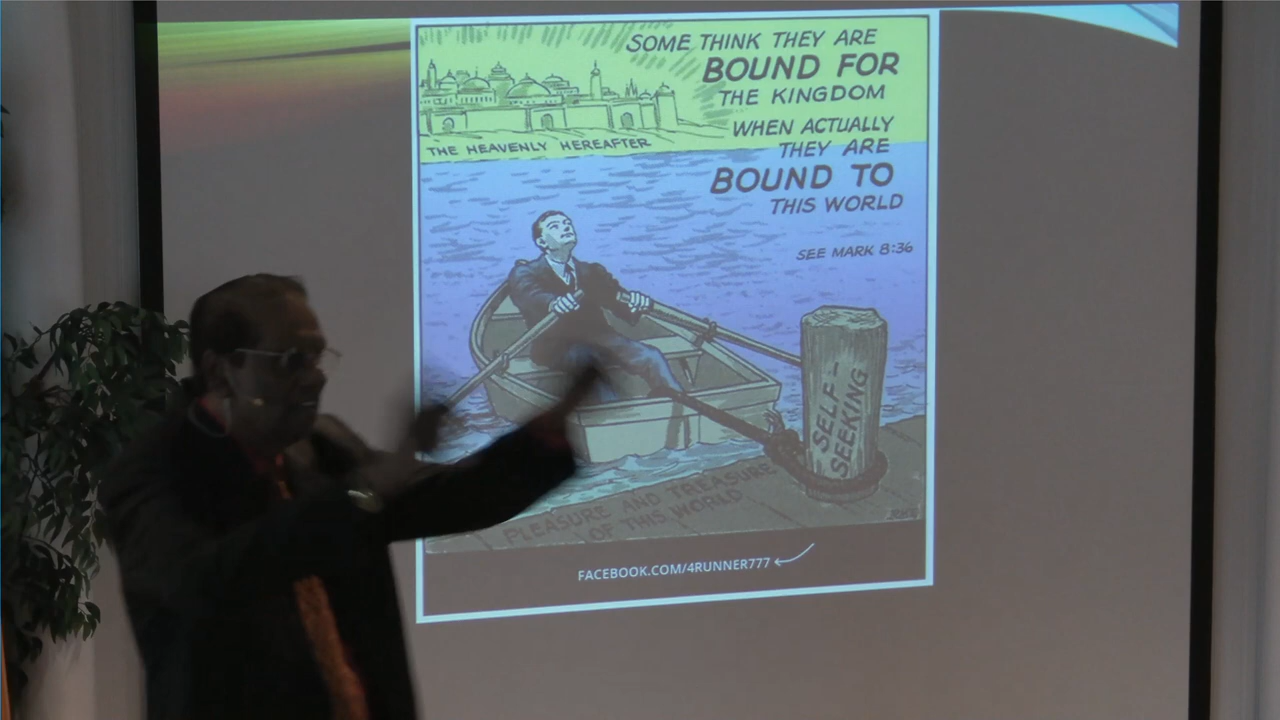 SOME THINK THEY ARE
BOUND FOR
THE KINGDOM
WHEN ACTUALLY
THEY ARE
BOUND TO
THIS WORLD
THE HEAVENLY HEREAFTER
SEE MARK 8:36
SELF-
SEEKING
PLEASURE AND TREASURE
OF THIS WORLD
FACEBOOK.COM/4RUNNER777